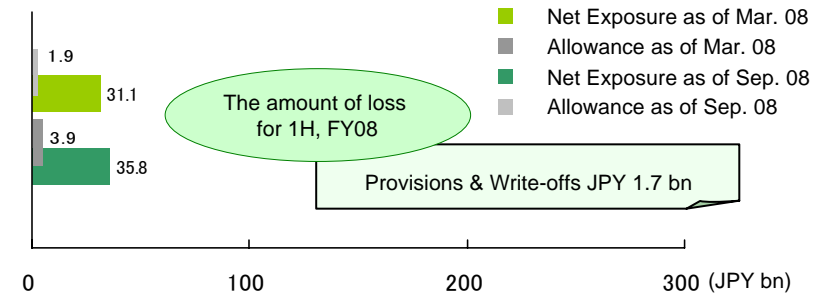 Net Exposure as of Mar. 08
Allowance as of Mar. 08
Net Exposure as of Sep. 08
Allowance as of Sep. 08
1.9
31.1
3.9
35.8
The amount of loss
for 1H, FY08
Provisions & Write-offs JPY 1.7 bn
0 100 200 300 (JPY bn)